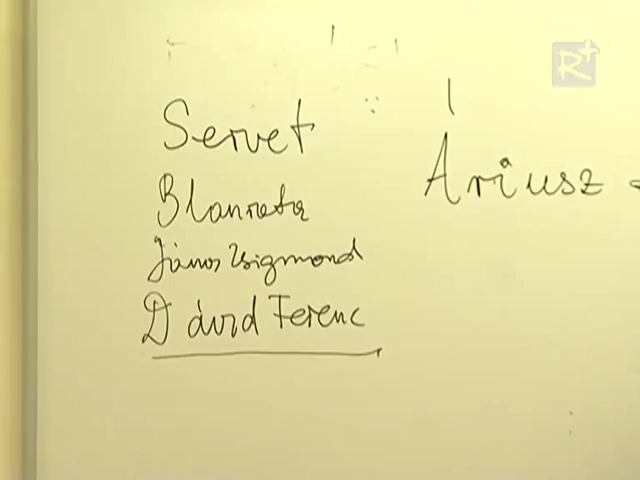 R+
Servet
Blanrata
János Zsigmond
Dávid Ferenc
Áriusz